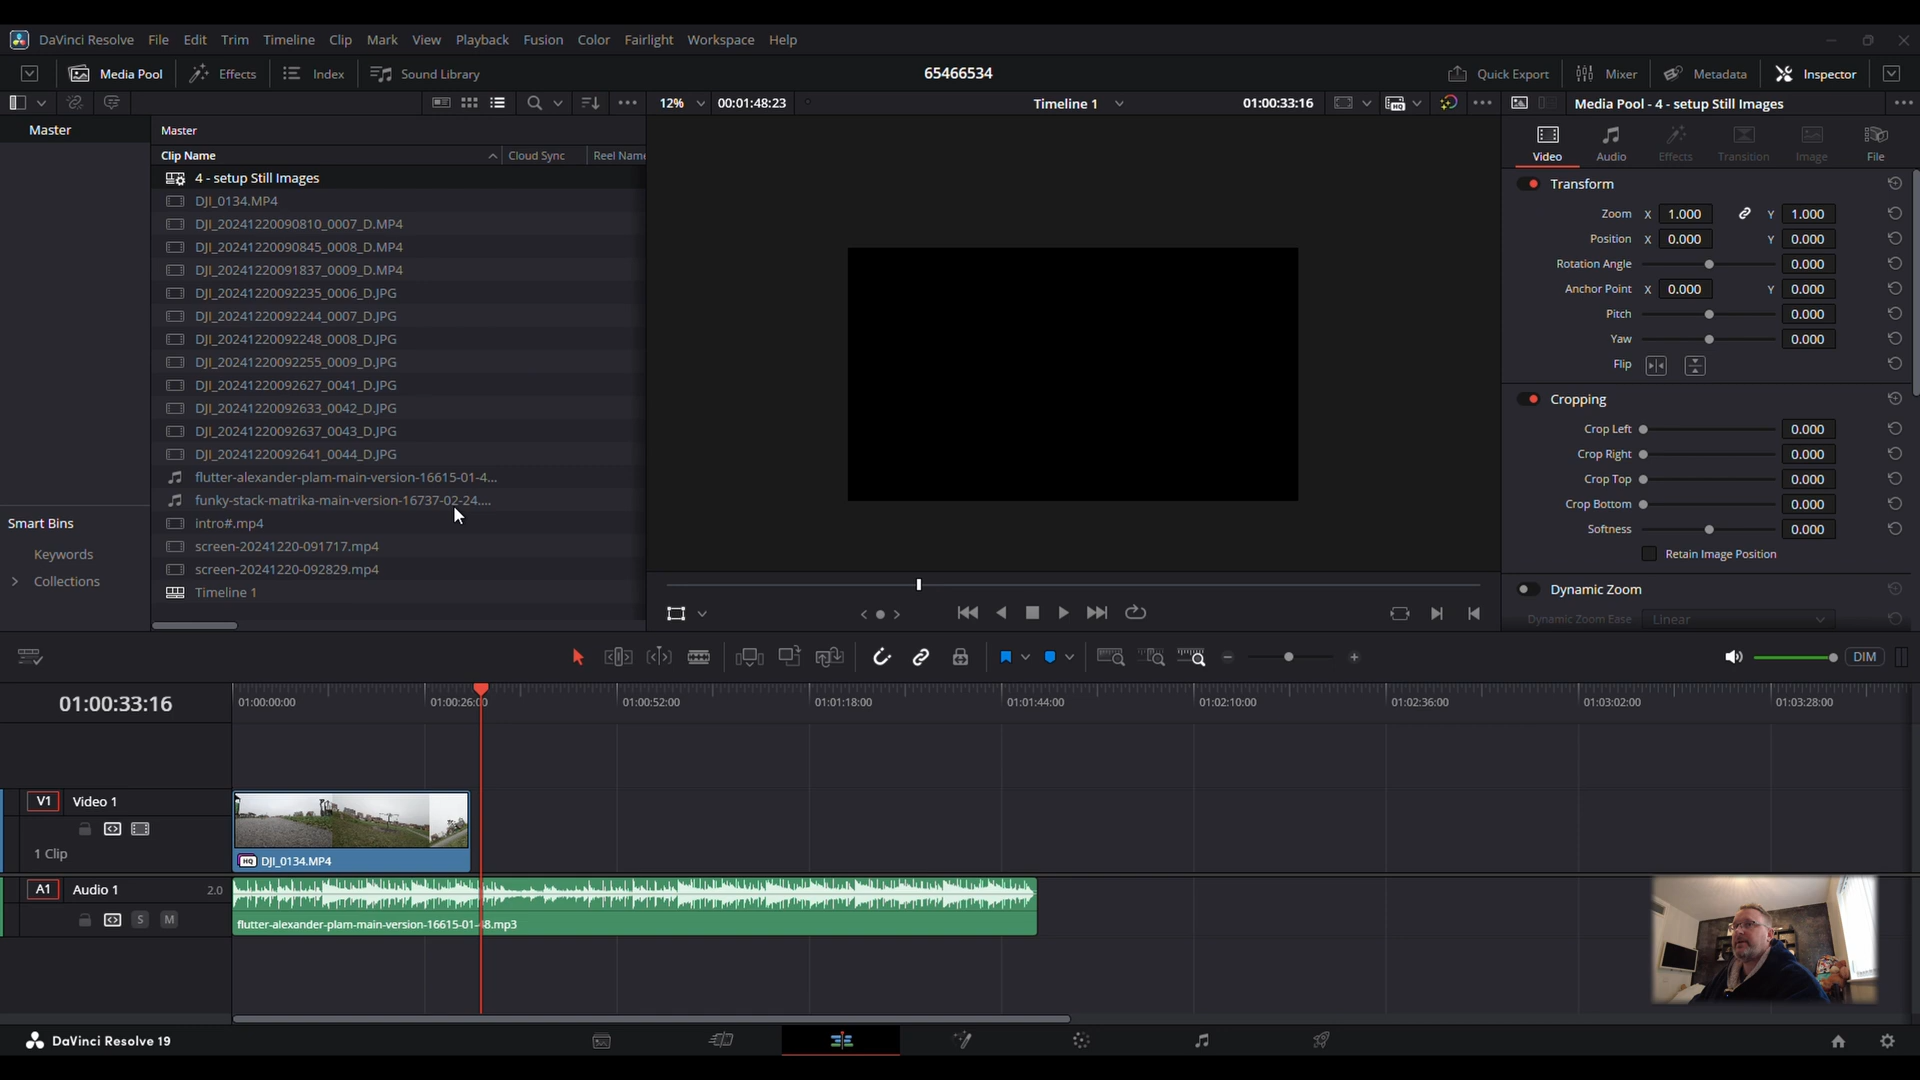 DaVinci Resolve File Edit Trim Timeline Clip Mark View Playback Fusion Color Fairlight Workspace Help
Media Pool Effects Index Sound Library 65466534 Quick Export Mixer Metadata Inspector
12% 00:01:48:23 Timeline 1 01:00:33:16 Media Pool - 4 - setup Still Images
Master
Master
Clip Name Cloud Sync Reel Name
4 - setup Still Images
DJI_0134.MP4
DJI_20241220090810_0007_D.MP4
DJI_20241220090845_0008_D.MP4
DJI_20241220091837_0009_D.MP4
DJI_20241220092235_0006_D.JPG
DJI_20241220092244_0007_D.JPG
DJI_20241220092248_0008_D.JPG
DJI_20241220092255_0009_D.JPG
DJI_20241220092627_0041_D.JPG
DJI_20241220092633_0042_D.JPG
DJI_20241220092637_0043_D.JPG
DJI_20241220092641_0044_D.JPG
flutter-alexander-plam-main-version-16615-01-4...
funky-stack-matrika-main-version-16737-02-24....
intro#.mp4
screen-20241220-091717.mp4
screen-20241220-092829.mp4
Timeline 1
Smart Bins
Keywords
Collections
Video Audio Effects Transition Image File
Transform
Zoom X 1.000 Y 1.000
Position X 0.000 Y 0.000
Rotation Angle 0.000
Anchor Point X 0.000 Y 0.000
Pitch 0.000
Yaw 0.000
Flip
Cropping
Crop Left 0.000
Crop Right 0.000
Crop Top 0.000
Crop Bottom 0.000
Softness 0.000
Retain Image Position
Dynamic Zoom
Dynamic Zoom Ease Linear
DIM
01:00:33:16
01:00:00:00 01:00:26:00 01:00:52:00 01:01:18:00 01:01:44:00 01:02:10:00 01:02:36:00 01:03:02:00 01:03:28:00
V1 Video 1
1 Clip
HQ DJI_0134.MP4
A1 Audio 1 2.0
S M
flutter-alexander-plam-main-version-16615-01- 8.mp3
DaVinci Resolve 19